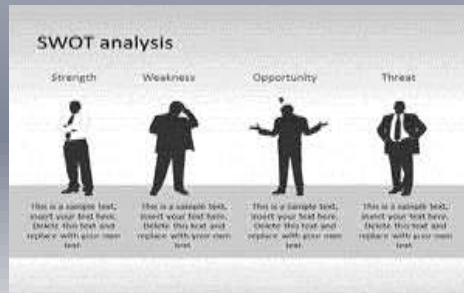 SWOT analysis
Strength Weakness Opportunity Threat
This is a sample text,
insert your text here.
Delete this text and
replace with your own
text
This is a sample text,
insert your text here.
Delete this text and
replace with your own
text
This is a sample text,
insert your text here.
Delete this text and
replace with your own
text
This is a sample text,
insert your text here.
Delete this text and
replace with your own
text